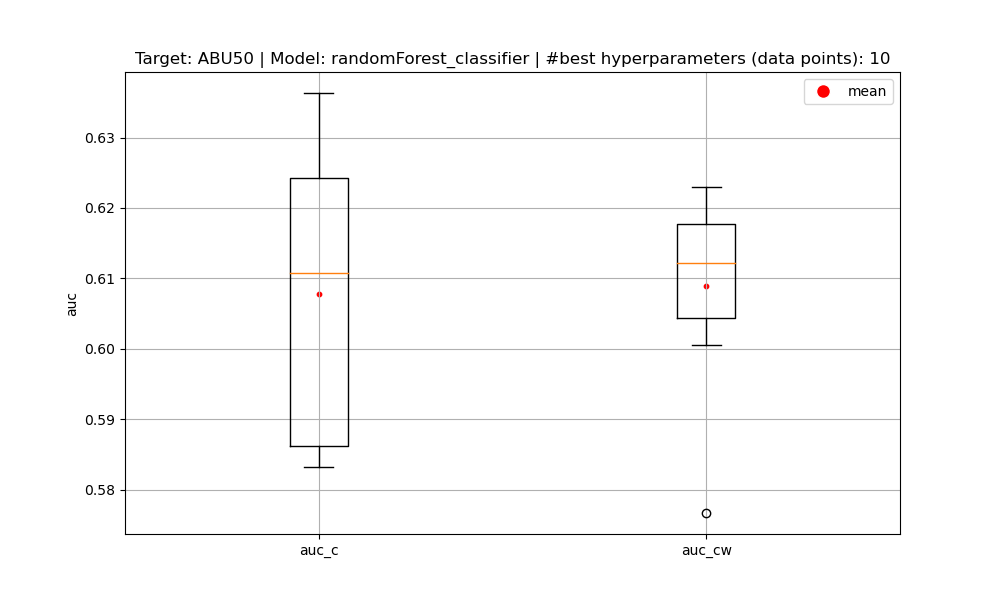 Target: ABU50 | Model: randomForest_classifier | #best hyperparameters (data points): 10
mean
0.63
0.62
0.61
0.60
0.59
0.58
auc
auc_c
auc_cw